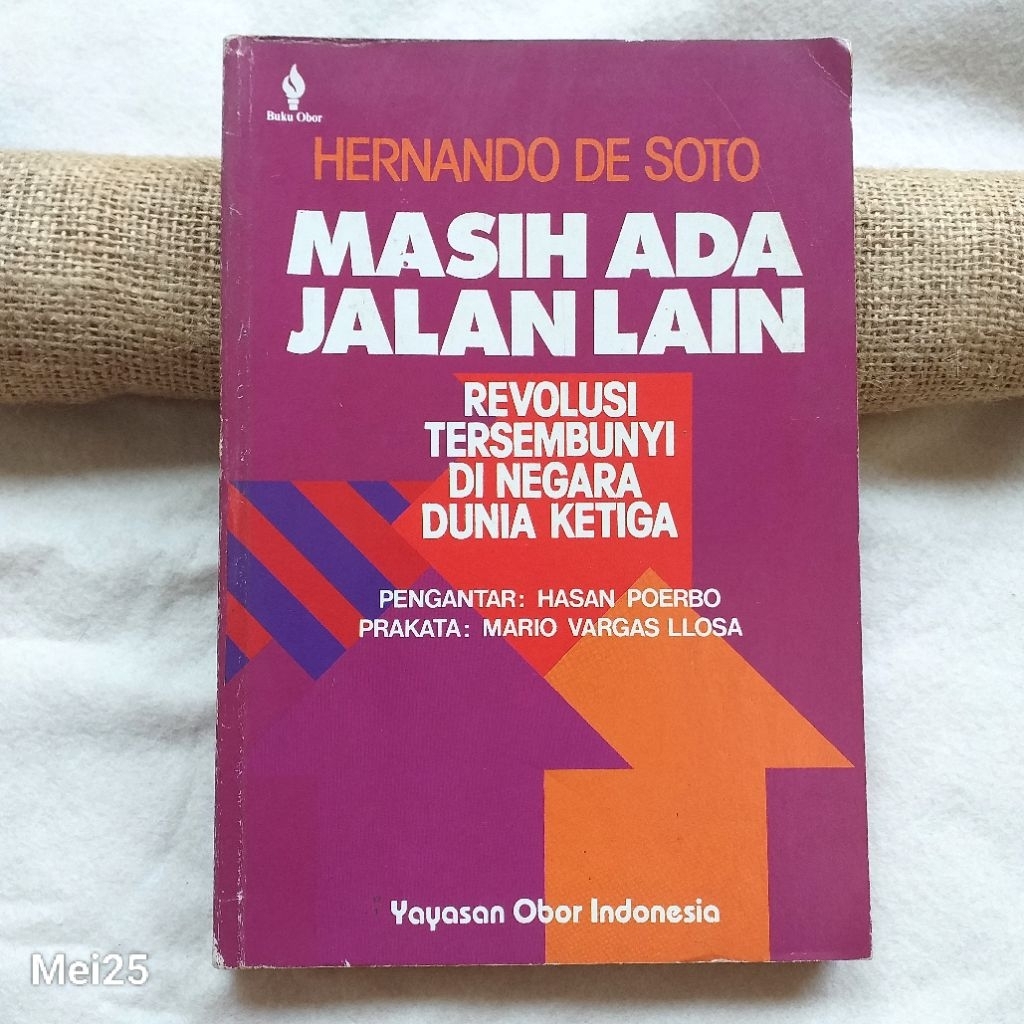 Buku Obor
HERNANDO DE SOTO
MASIH ADA
JALAN LAIN
REVOLUSI
TERSEMBUNYI
DI NEGARA
DUNIA KETIGA
PENGANTAR: HASAN POERBO
PRAKATA: MARIO VARGAS LLOSA
Yayasan Obor Indonesia
Mei25